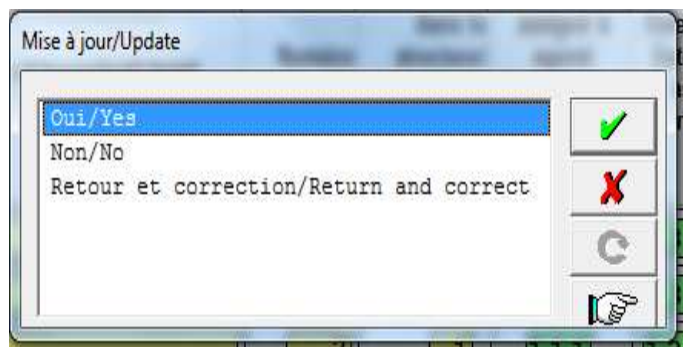 Mise à jour/Update
Oui/Yes
Non/No
Retour et correction/Return and correct